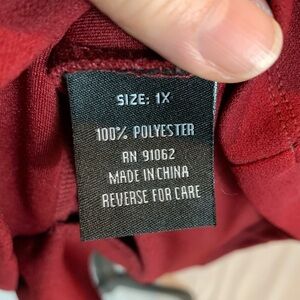 SIZE: 1X
100% POLYESTER
RN 91062
MADE IN CHINA
REVERSE FOR CARE